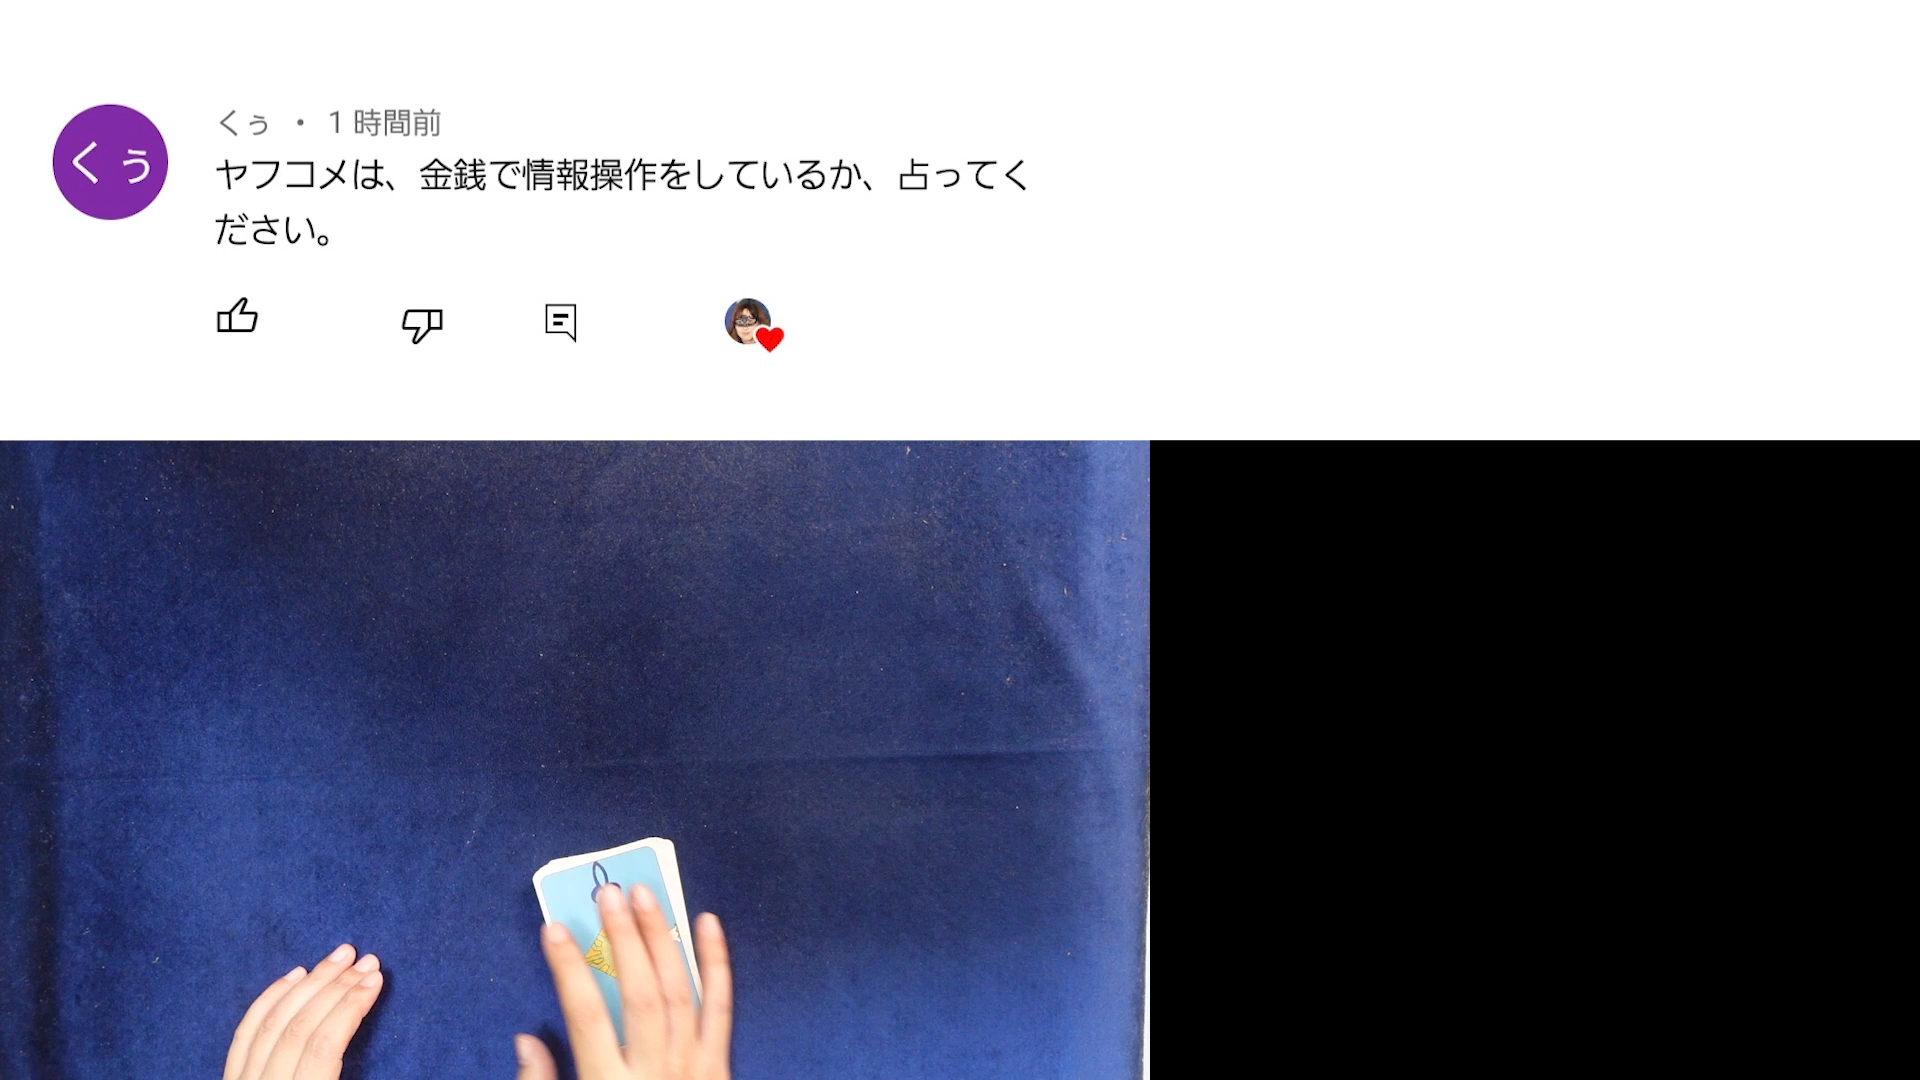 くぅ
くぅ ・ 1 時間前
ヤフコメは、金銭で情報操作をしているか、占ってく
ださい。